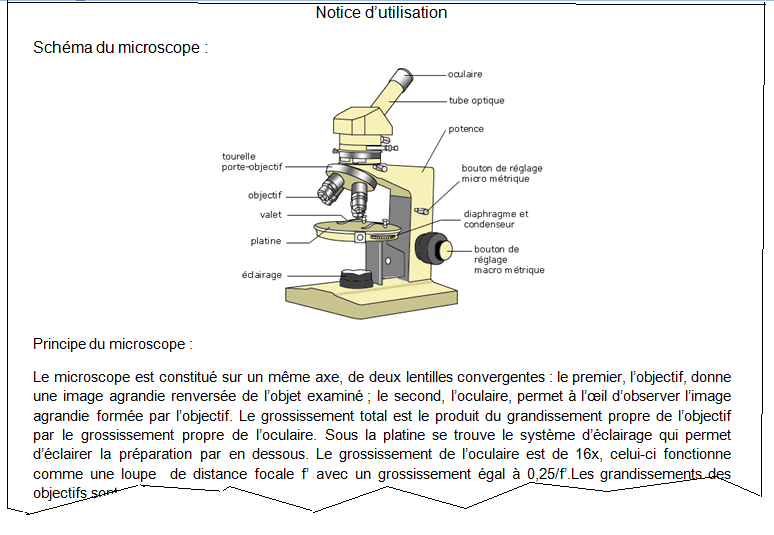 Notice d’utilisation
Schéma du microscope :
oculaire
tube optique
potence
tourelle
porte-objectif
bouton de réglage
micro métrique
objectif
valet
diaphragme et
condenseur
platine
bouton de
réglage
macro métrique
éclairage
Principe du microscope :
Le microscope est constitué sur un même axe, de deux lentilles convergentes : le premier, l’objectif, donne
une image agrandie renversée de l’objet examiné ; le second, l’oculaire, permet à l’œil d’observer l’image
agrandie formée par l’objectif. Le grossissement total est le produit du grandissement propre de l’objectif
par le grossissement propre de l’oculaire. Sous la platine se trouve le système d’éclairage qui permet
d’éclairer la préparation par en dessous. Le grossissement de l’oculaire est de 16x, celui-ci fonctionne
comme une loupe de distance focale f’ avec un grossissement égal à 0,25/f’.Les grandissements des
objectifs sont